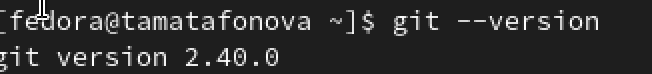 [fedora@tamatafonova ~]$ git --version
git version 2.40.0